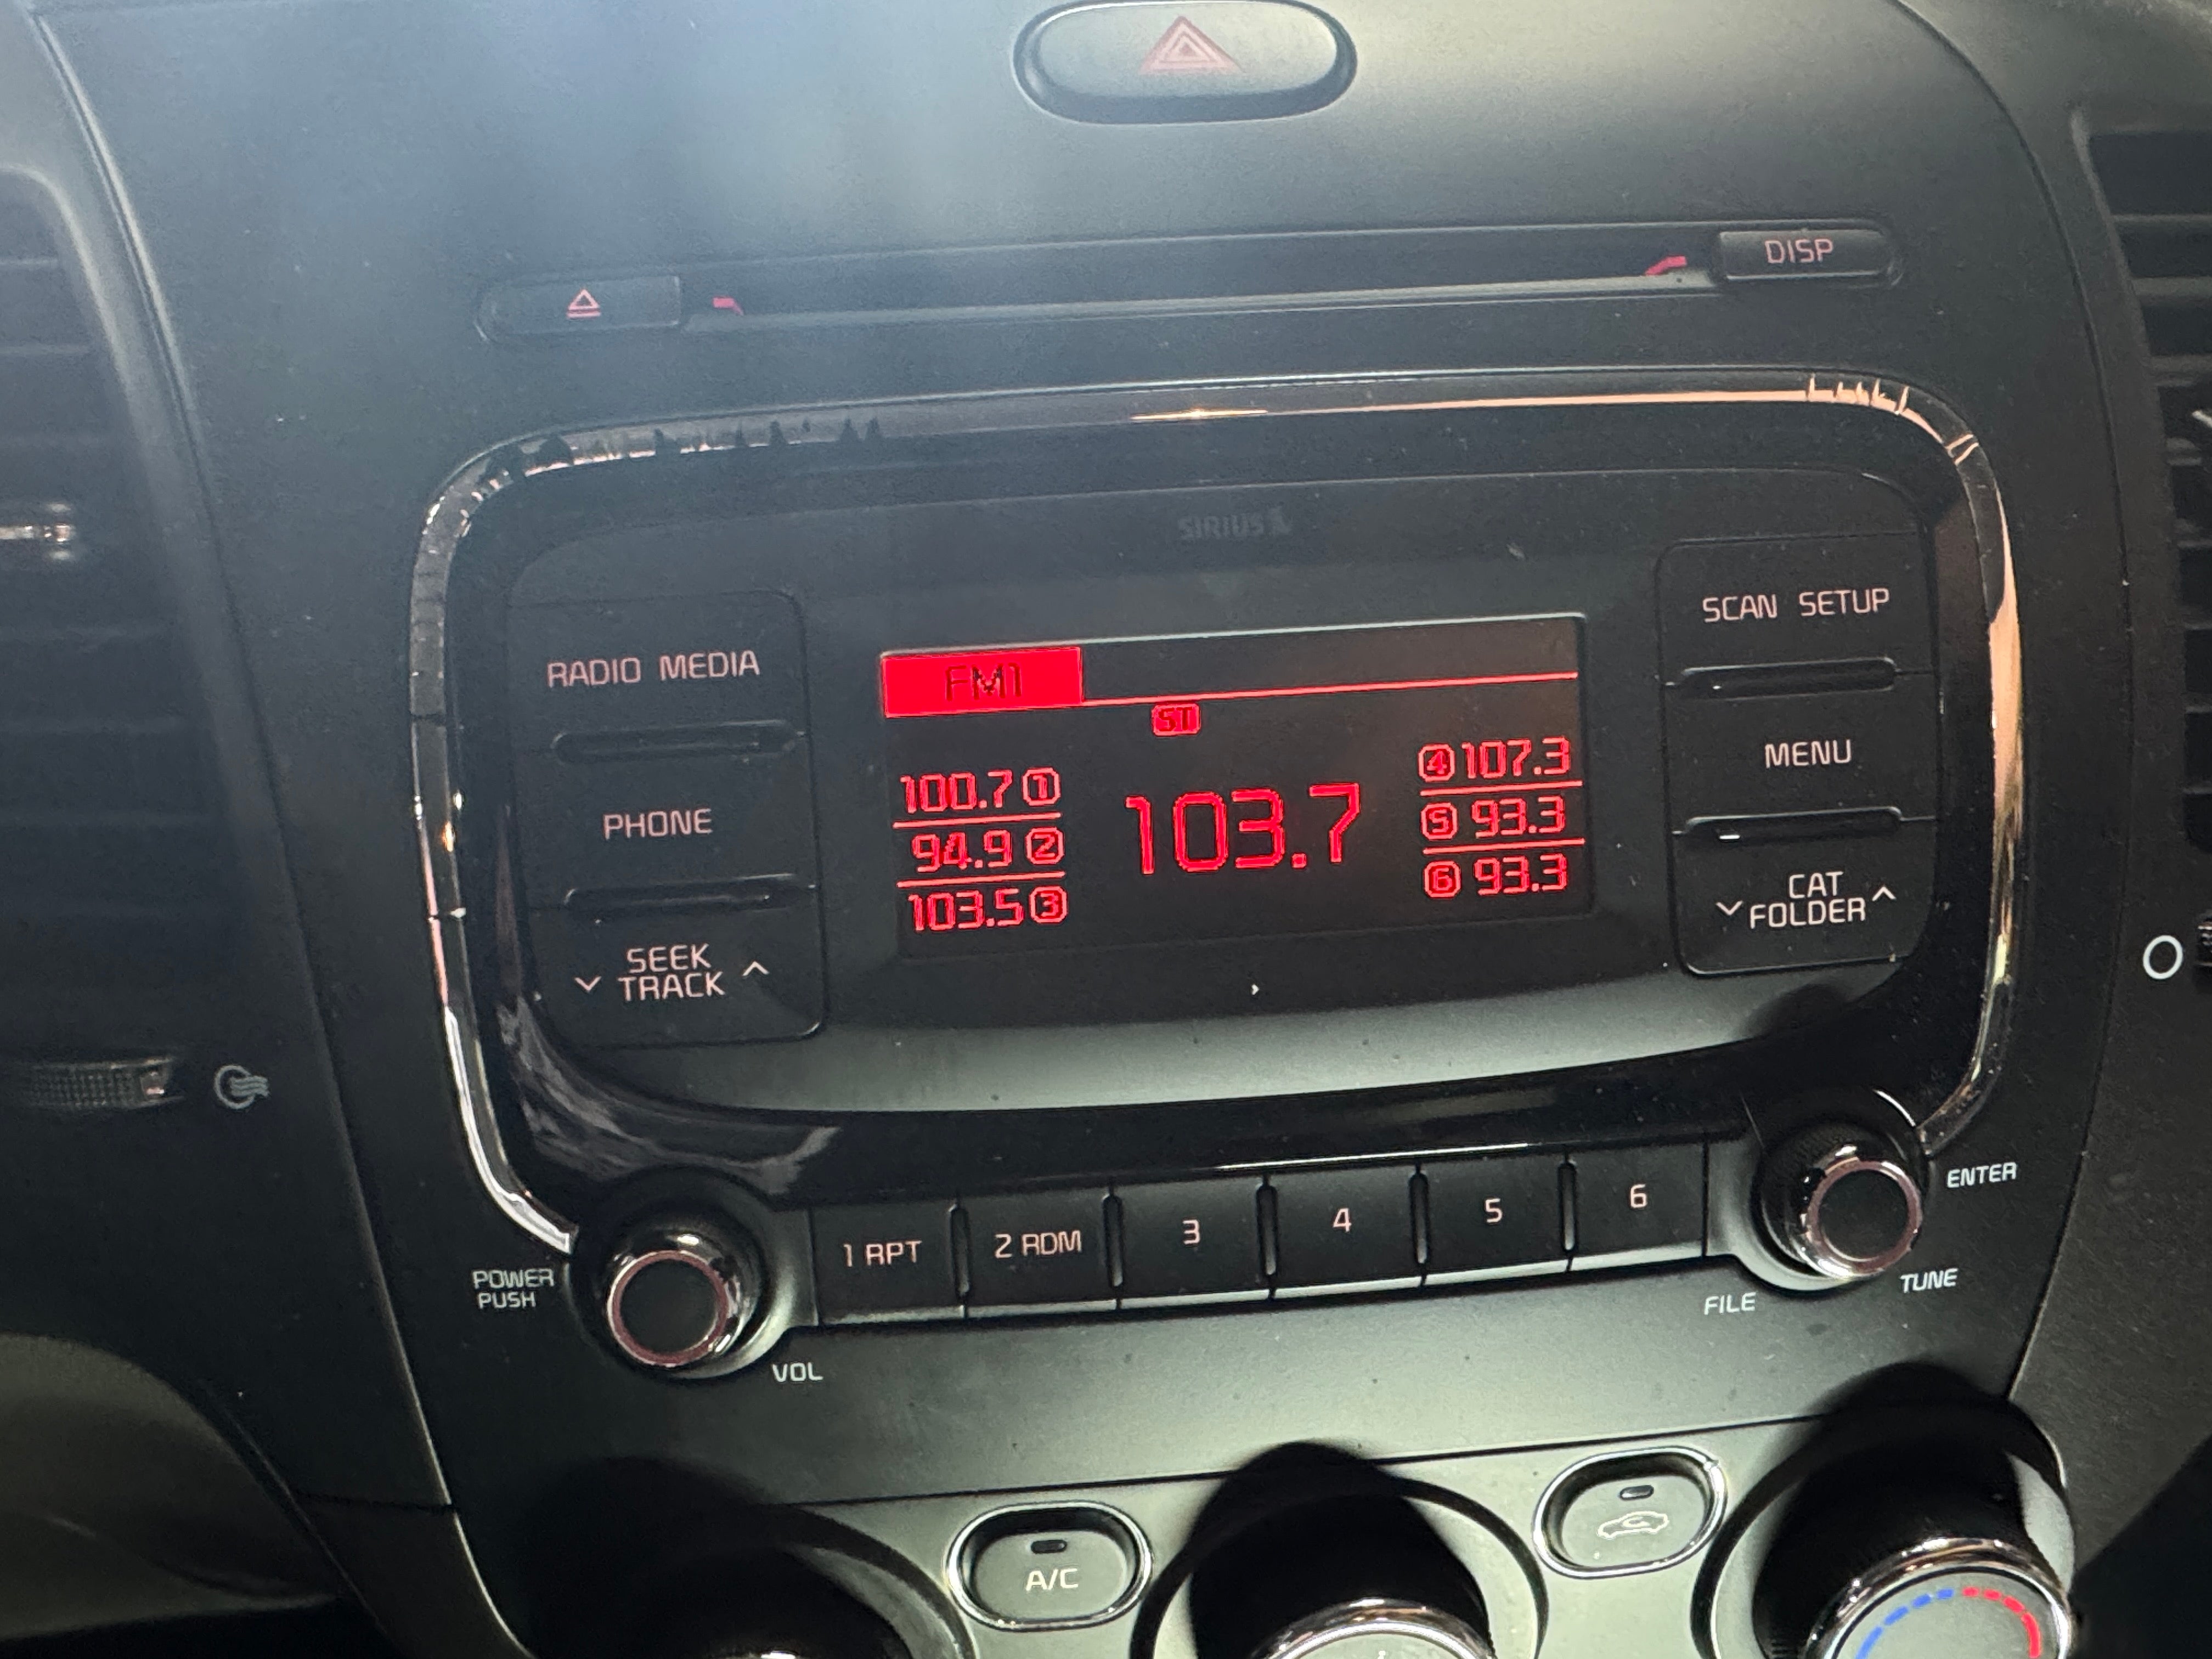 DISP
SIRIUS
RADIO MEDIA
PHONE
SEEK
TRACK
FM1
ST
100.7 1
94.9 2
103.5 3
103.7
4 107.3
5 93.3
6 93.3
SCAN SETUP
MENU
CAT
FOLDER
POWER
PUSH
VOL
1 RPT
2 RDM
3
4
5
6
ENTER
TUNE
FILE
A/C